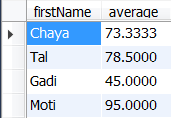 firstName average
Chaya 73.3333
Tal 78.5000
Gadi 45.0000
Moti 95.0000